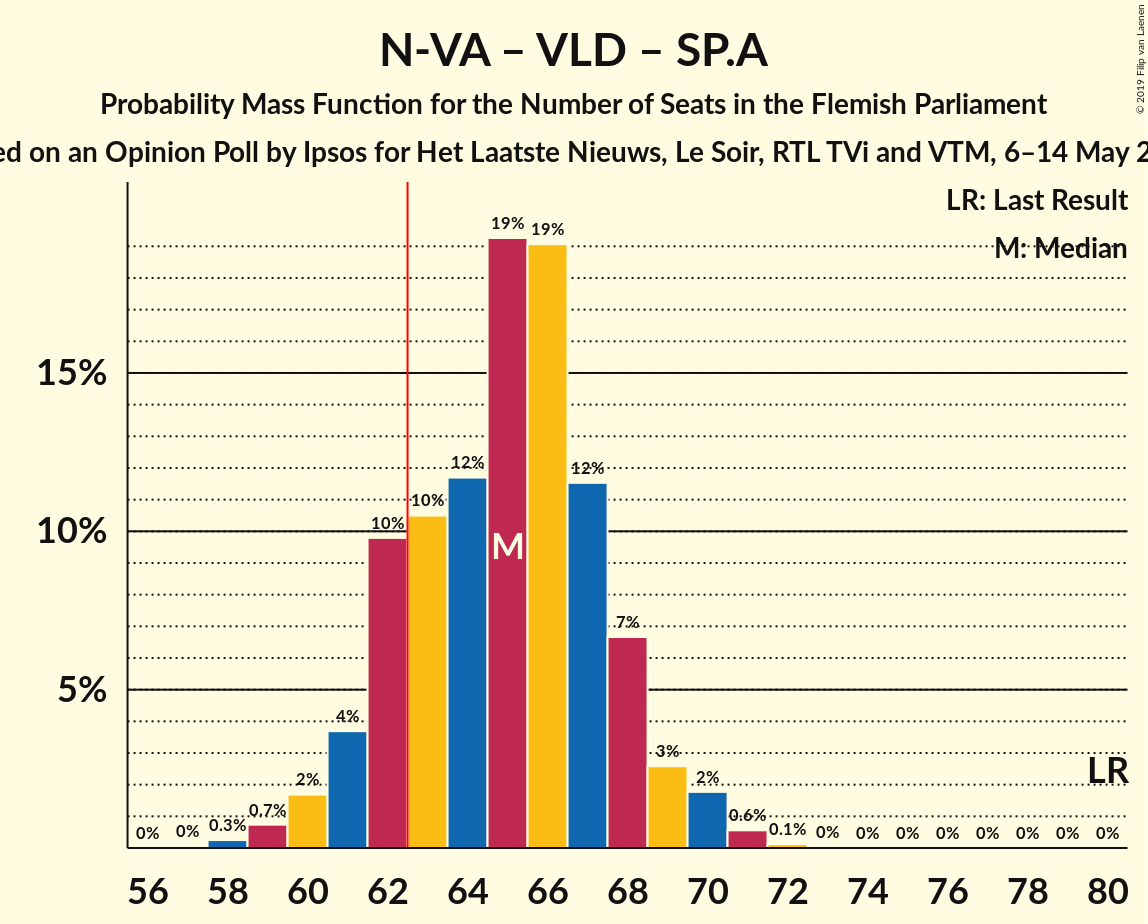 N-VA – VLD – SP.A
Probability Mass Function for the Number of Seats in the Flemish Parliament
on an Opinion Poll by Ipsos for Het Laatste Nieuws, Le Soir, RTL TVi and VTM, 6–14 May
© 2019 Filip van Laenen
LR: Last Result
M: Median
15%
10%
5%
0% 0% 0.3% 0.7% 2% 4% 10% 10% 12% 19% 19% 12% 7% 3% 2% 0.6% 0.1% 0% 0% 0% 0% 0% 0% 0% 0%
M
LR
56 58 60 62 64 66 68 70 72 74 76 78 80